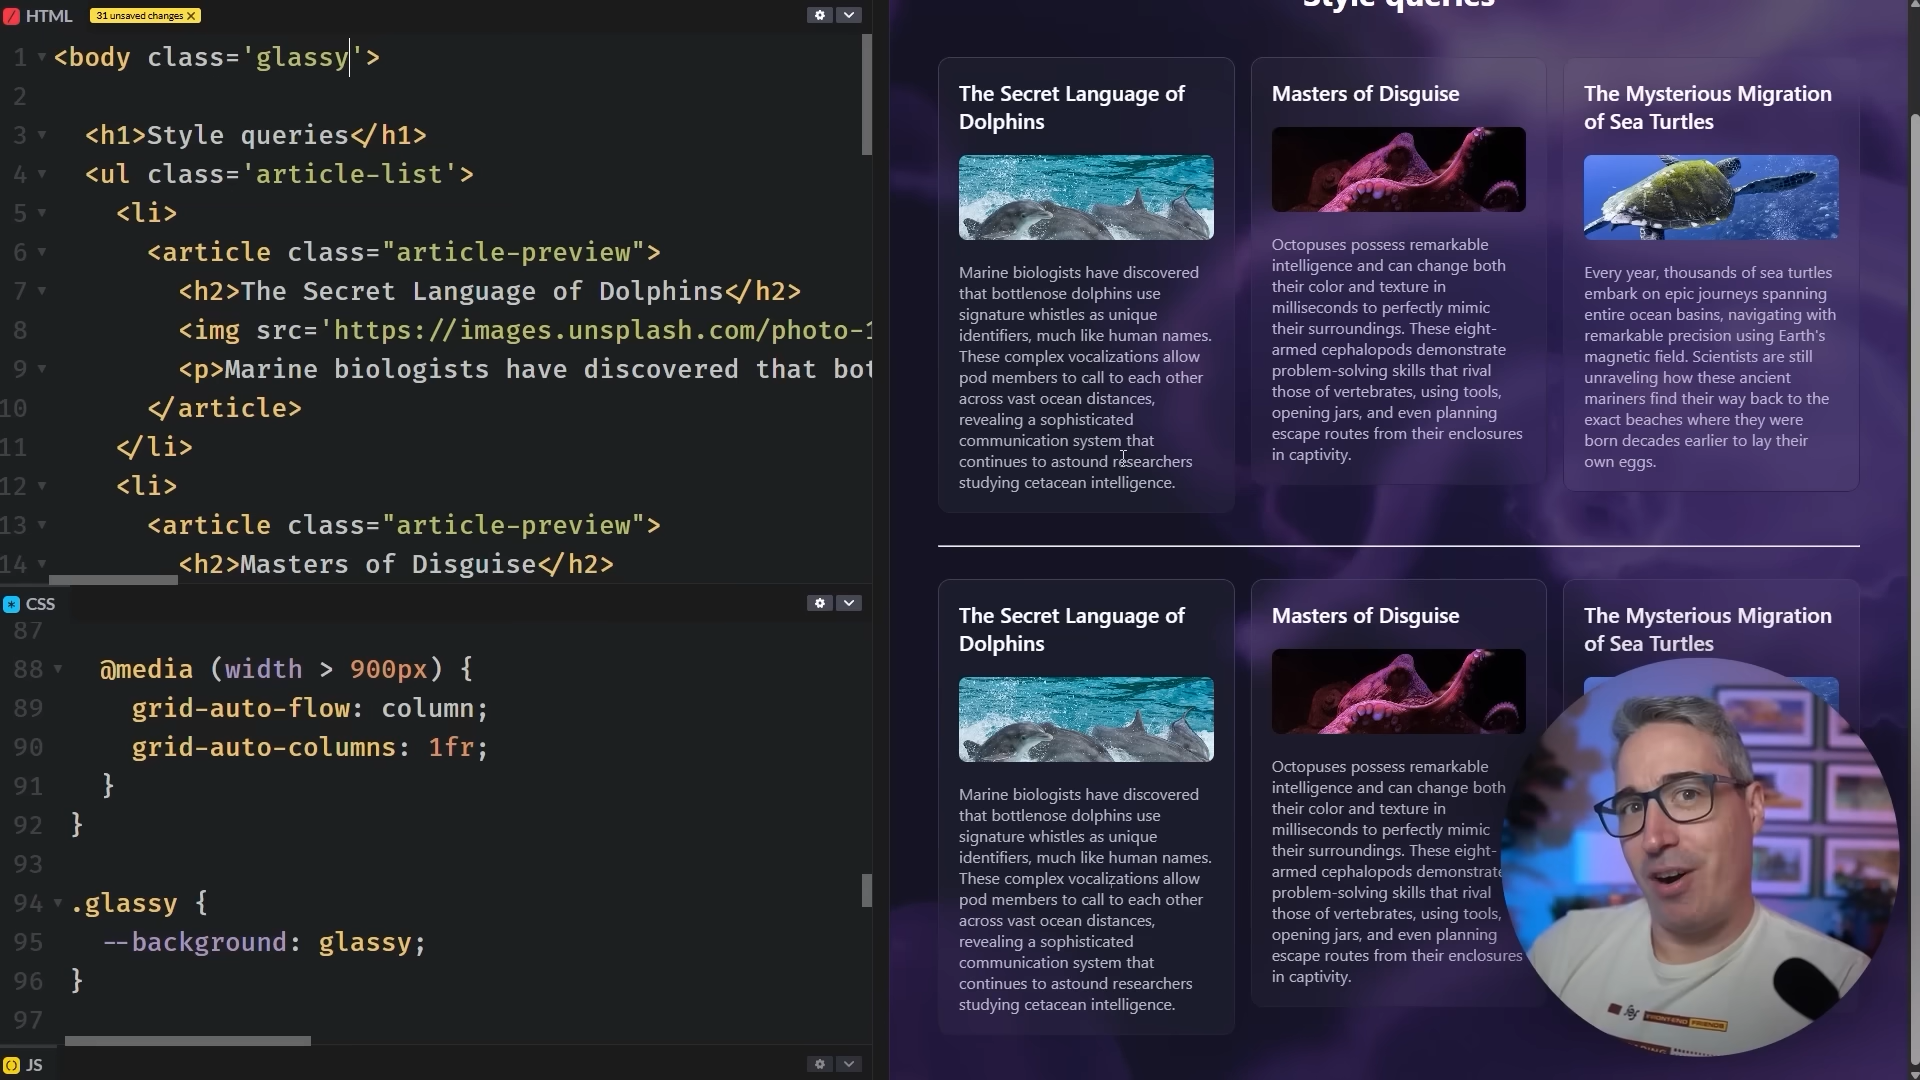 HTML
31 unsaved changes ×
1 <body class='glassy'>
2
3 <h1>Style queries</h1>
4 <ul class='article-list'>
5 <li>
6 <article class="article-preview">
7 <h2>The Secret Language of Dolphins</h2>
8 <img src='https://images.unsplash.com/photo-1
9 <p>Marine biologists have discovered that bot
10 </article>
11 </li>
12 <li>
13 <article class="article-preview">
14 <h2>Masters of Disguise</h2>
CSS
87
88 @media (width > 900px) {
89 grid-auto-flow: column;
90 grid-auto-columns: 1fr;
91 }
92 }
93
94 .glassy {
95 --background: glassy;
96 }
97
JS
Style queries
The Secret Language of
Dolphins
Marine biologists have discovered
that bottlenose dolphins use
signature whistles as unique
identifiers, much like human names.
These complex vocalizations allow
pod members to call to each other
across vast ocean distances,
revealing a sophisticated
communication system that
continues to astound researchers
studying cetacean intelligence.
Masters of Disguise
Octopuses possess remarkable
intelligence and can change both
their color and texture in
milliseconds to perfectly mimic
their surroundings. These eight-
armed cephalopods demonstrate
problem-solving skills that rival
those of vertebrates, using tools,
opening jars, and even planning
escape routes from their enclosures
in captivity.
The Mysterious Migration
of Sea Turtles
Every year, thousands of sea turtles
embark on epic journeys spanning
entire ocean basins, navigating with
remarkable precision using Earth's
magnetic field. Scientists are still
unraveling how these ancient
mariners find their way back to the
exact beaches where they were
born decades earlier to lay their
own eggs.
The Secret Language of
Dolphins
Marine biologists have discovered
that bottlenose dolphins use
signature whistles as unique
identifiers, much like human names.
These complex vocalizations allow
pod members to call to each other
across vast ocean distances,
revealing a sophisticated
communication system that
continues to astound researchers
studying cetacean intelligence.
Masters of Disguise
Octopuses possess remarkable
intelligence and can change both
their color and texture in
milliseconds to perfectly mimic
their surroundings. These eight-
armed cephalopods demonstrate
problem-solving skills that rival
those of vertebrates, using tools,
opening jars, and even planning
escape routes from their enclosures
in captivity.
The Mysterious Migration
of Sea Turtles
FRONTEND FRIENDS